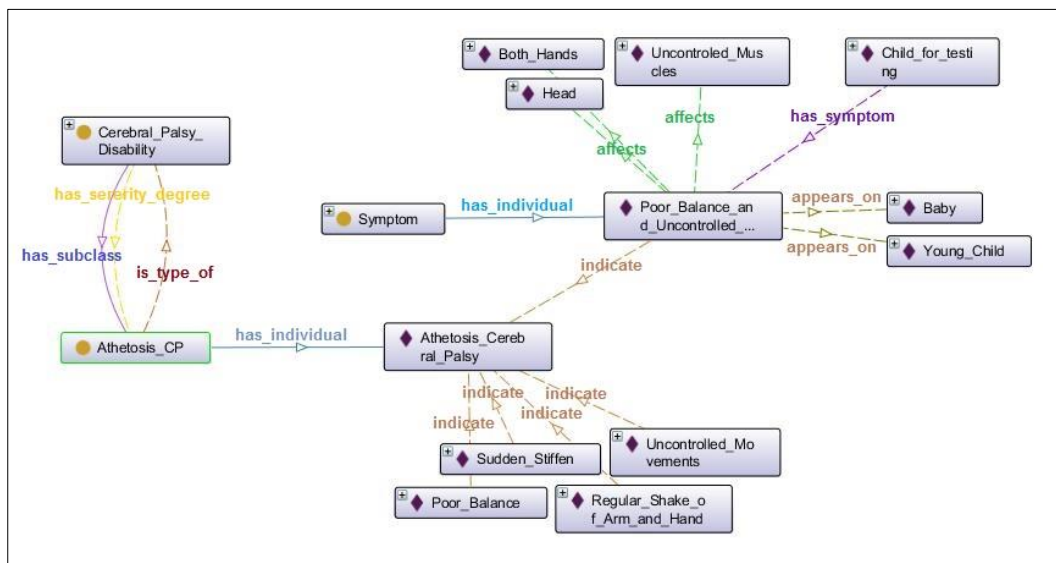 Both_Hands
Uncontroled_Mus
cles
Child_for_testi
ng
Head
Cerebral_Palsy_
Disability
affects
has_symptom
affects
has_sererity_degree
Symptom
has_individual
Poor_Balance_an
d_Uncontrolled_...
appears_on
Baby
appears_on
Young_Child
has_subclass
is_type_of
indicate
Athetosis_CP
has_individual
Athetosis_Cereb
ral_Palsy
indicate
indicate
indicate
indicate
Uncontrolled_Mo
vements
Sudden_Stiffen
Poor_Balance
Regular_Shake_o
f_Arm_and_Hand